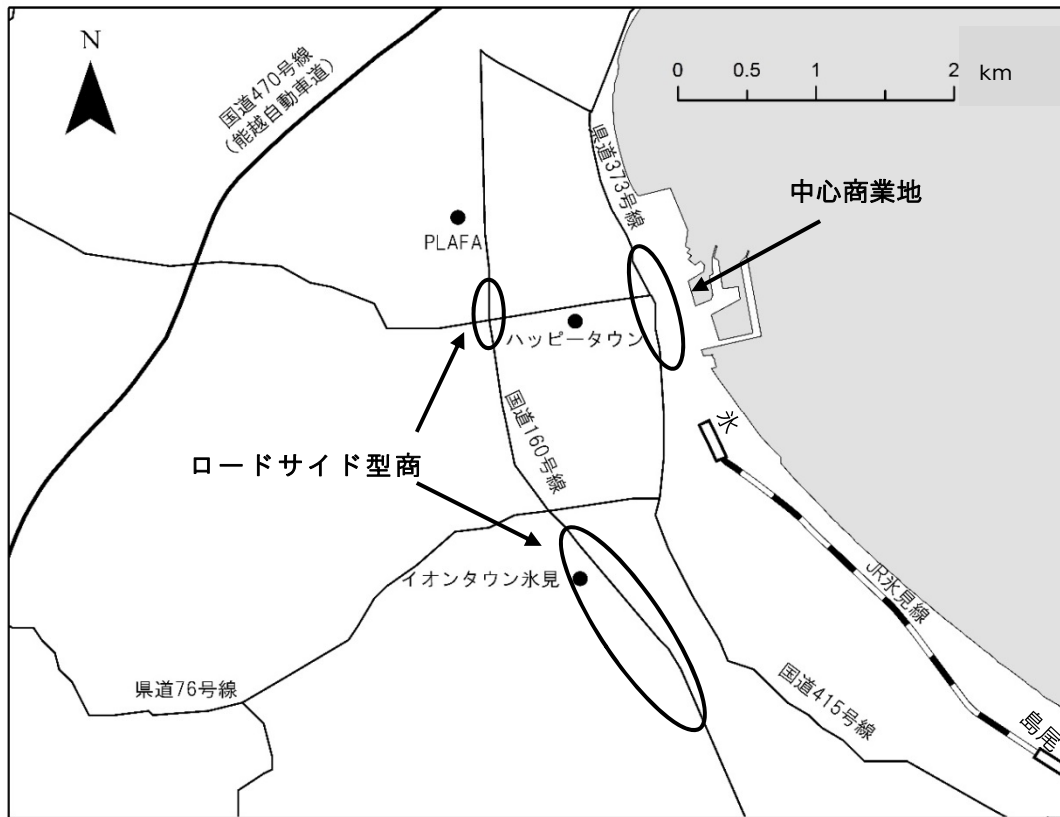 N
国道470号線
(能越自動車道)
0 0.5 1 2 km
県道373号線
中心商業地
PLAFA
ハッピータウン
国道160号線
氷
ロードサイド型商
イオンタウン氷見
JR氷見線
県道76号線
国道415号線
島尾